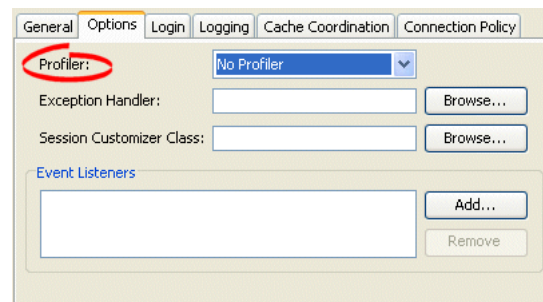 General Options Login Logging Cache Coordination Connection Policy
Profiler: No Profiler
Exception Handler: Browse...
Session Customizer Class: Browse...
Event Listeners
Add...
Remove